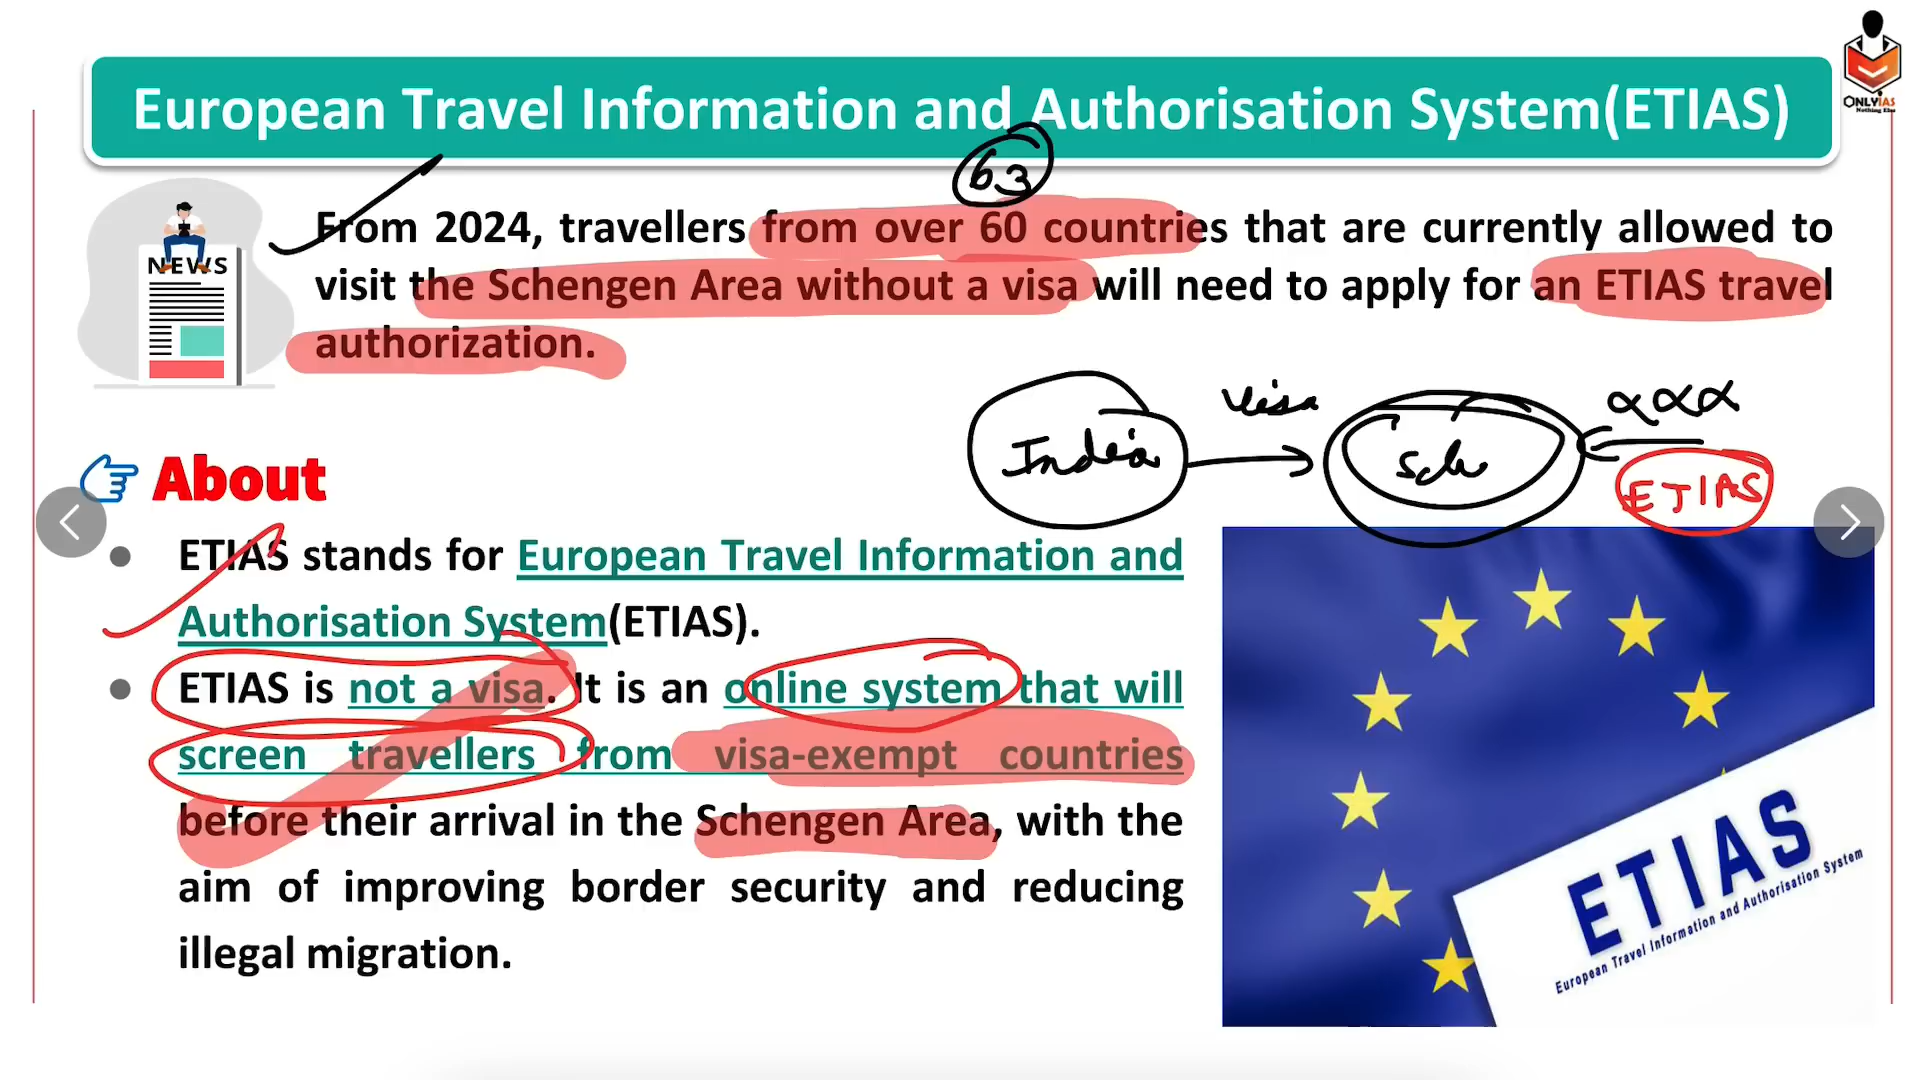 European Travel Information and Authorisation System(ETIAS)
ONLYIAS
Nothing Else
63
NEWS
From 2024, travellers from over 60 countries that are currently allowed to
visit the Schengen Area without a visa will need to apply for an ETIAS travel
authorization.
India
Visa
Sch
ETIAS
About
ETIAS stands for European Travel Information and
Authorisation System(ETIAS).
ETIAS is not a visa. It is an online system that will
screen travellers from visa-exempt countries
before their arrival in the Schengen Area, with the
aim of improving border security and reducing
illegal migration.
ETIAS
European Travel Information and Authorisation System